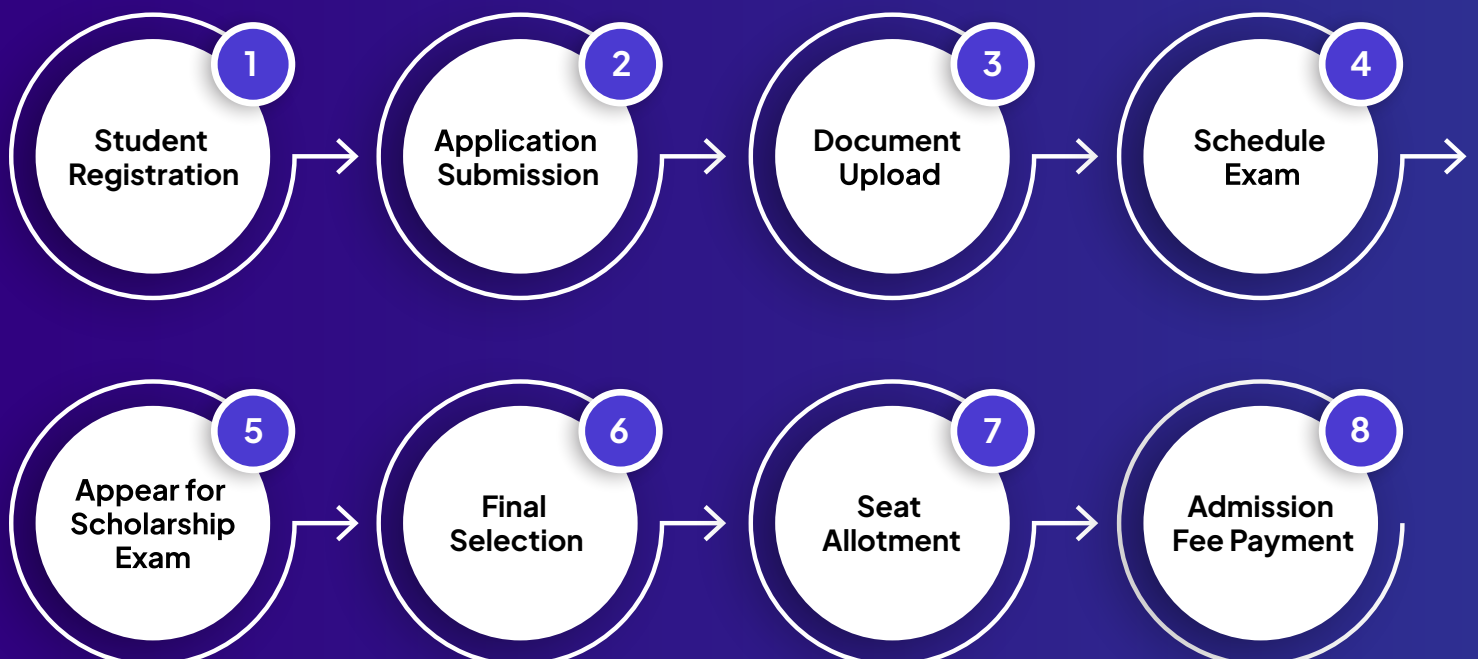 1
Student
Registration
2
Application
Submission
3
Document
Upload
4
Schedule
Exam
5
Appear for
Scholarship
Exam
6
Final
Selection
7
Seat
Allotment
8
Admission
Fee Payment